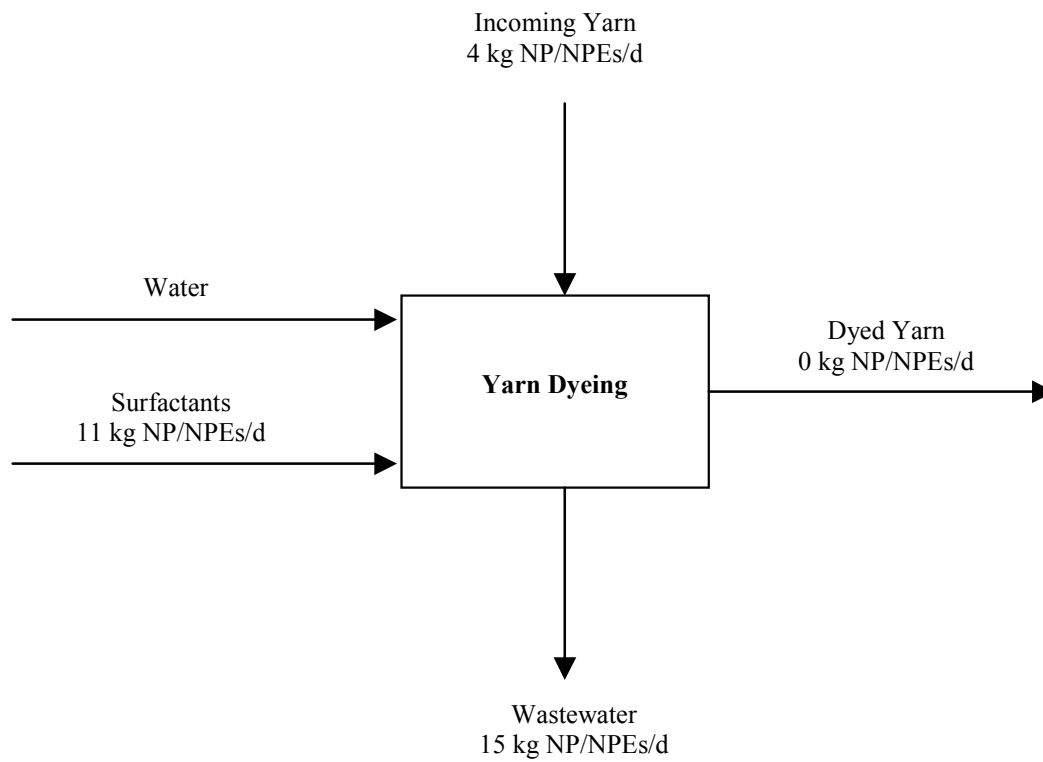 Incoming Yarn
4 kg NP/NPEs/d
Water
Surfactants
11 kg NP/NPEs/d
Yarn Dyeing
Dyed Yarn
0 kg NP/NPEs/d
Wastewater
15 kg NP/NPEs/d